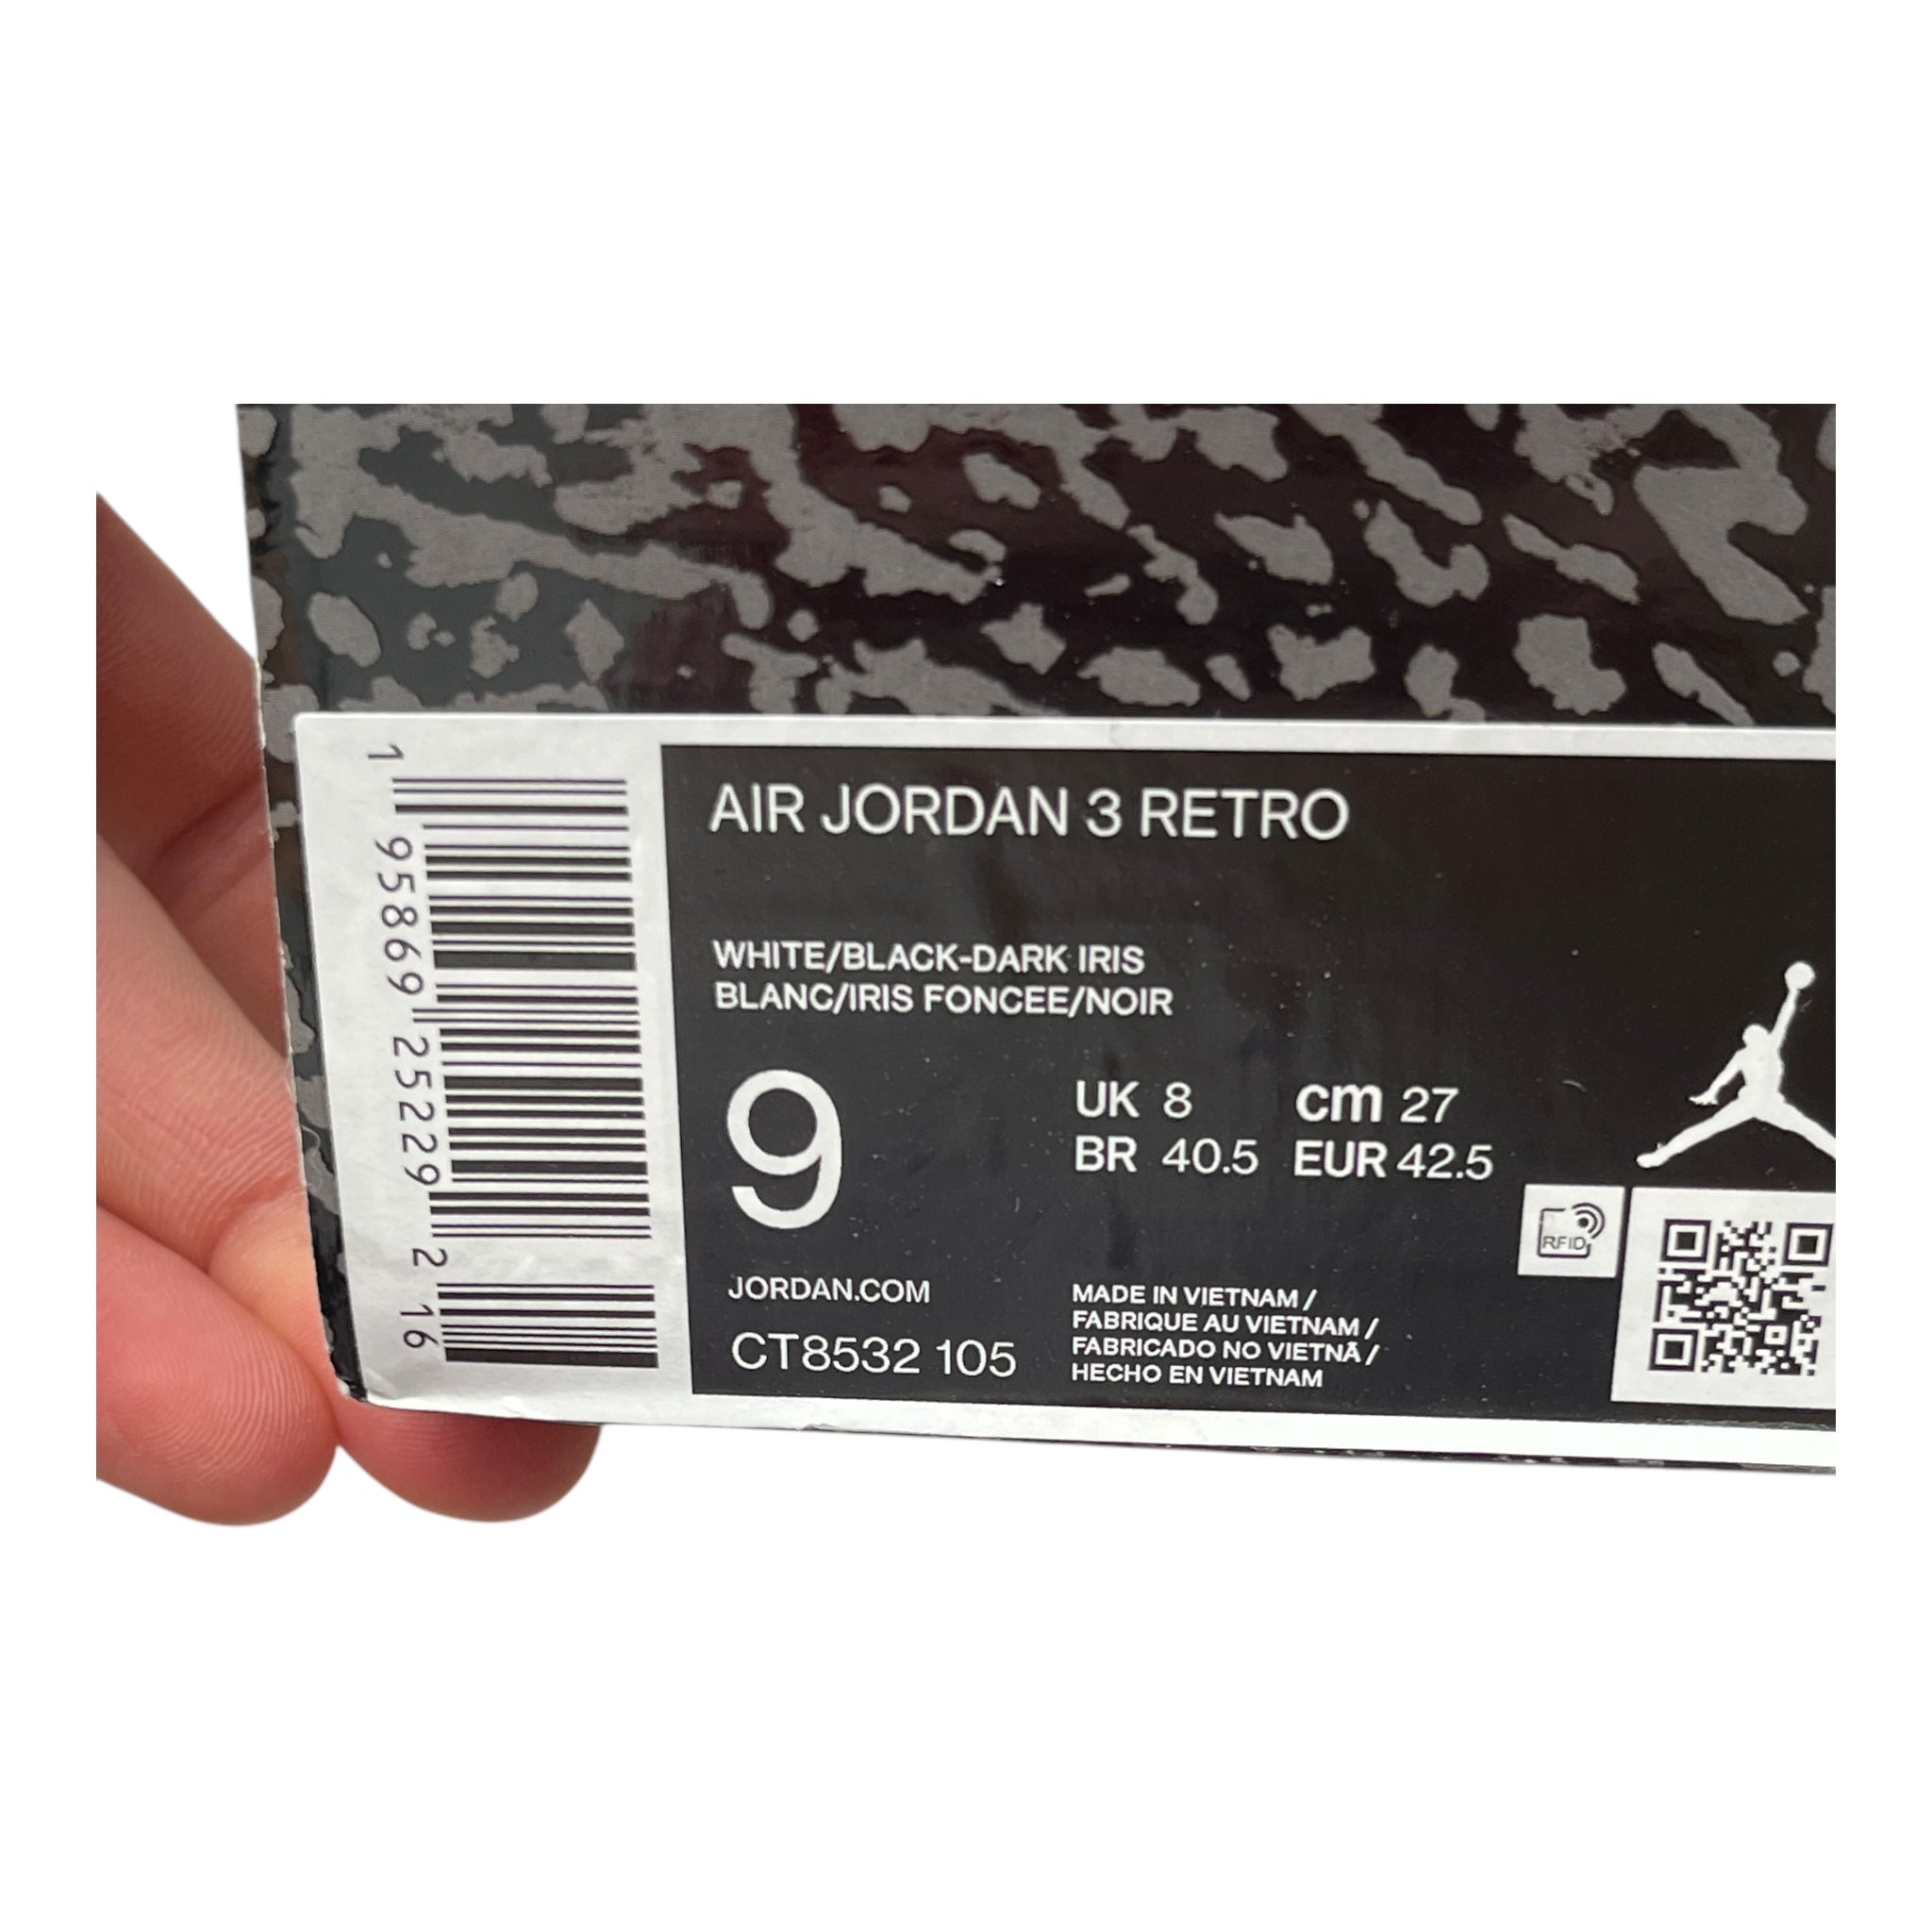 1 95869 25229 2 16
AIR JORDAN 3 RETRO
WHITE/BLACK-DARK IRIS
BLANC/IRIS FONCEE/NOIR
9
UK 8 cm 27
BR 40.5 EUR 42.5
RFID
JORDAN.COM
CT8532 105
MADE IN VIETNAM /
FABRIQUE AU VIETNAM /
FABRICADO NO VIETNÃ /
HECHO EN VIETNAM